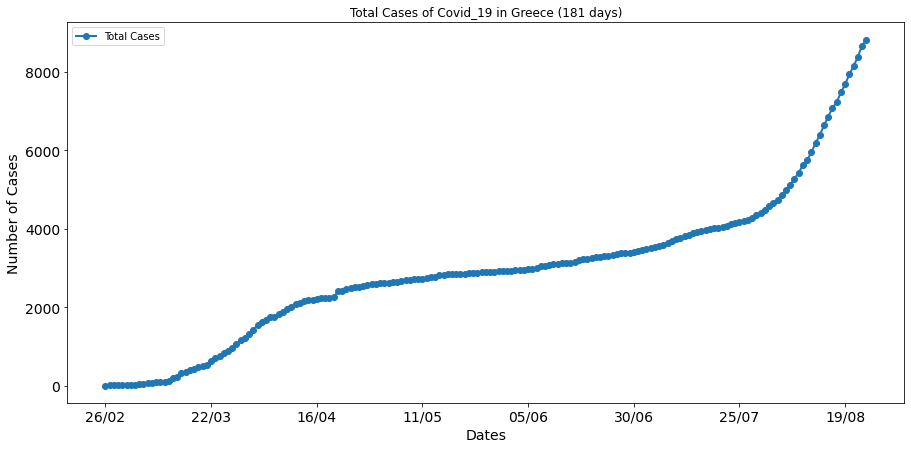 Total Cases of Covid_19 in Greece (181 days)
Total Cases
Number of Cases
8000
6000
4000
2000
0
26/02 22/03 16/04 11/05 05/06 30/06 25/07 19/08
Dates